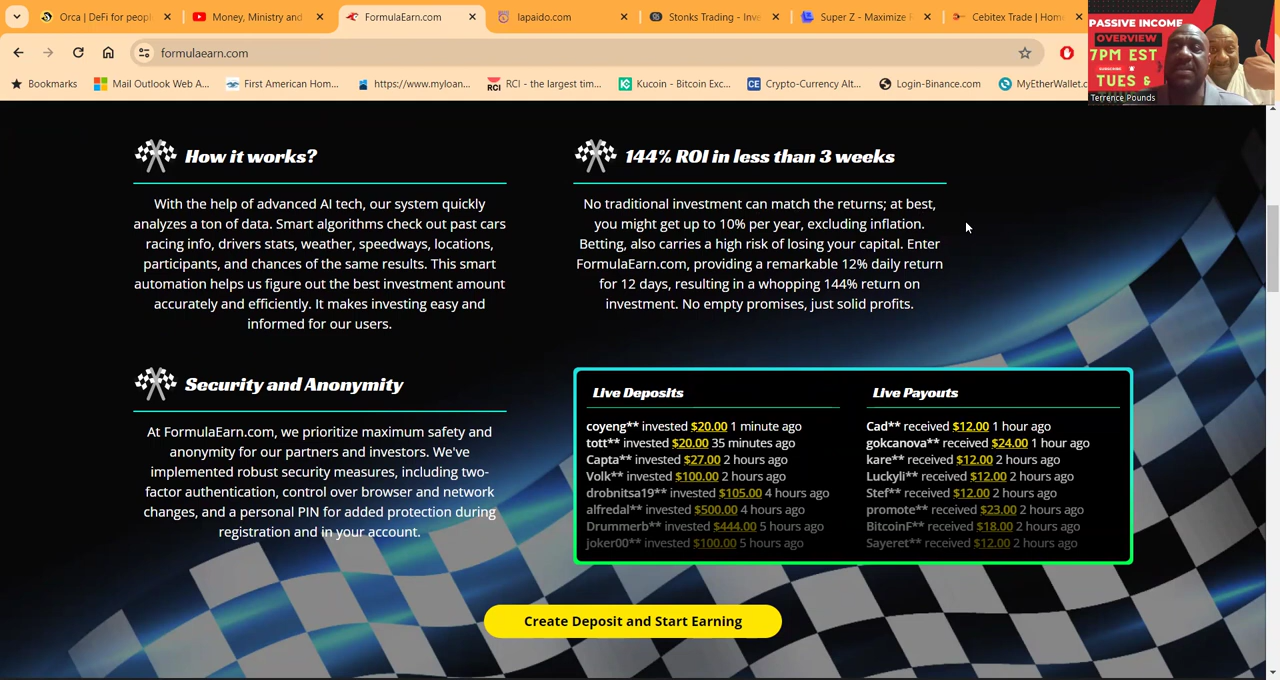 Orca | DeFi for peopl
Money, Ministry and
FormulaEarn.com
lapaido.com
Stonks Trading - Inve
Super Z - Maximize
Cebitex Trade | Hom
formulaearn.com
Bookmarks
Mail Outlook Web A...
First American Hom...
https://www.myloan,...
RCI - the largest tim...
Kucoin - Bitcoin Exc...
Crypto-Currency Alt...
Login-Binance.com
MyEtherWallet.c
PASSIVE INCOME
OVERVIEW
7PM EST
TUES &
Terrence Pounds
How it works?
With the help of advanced AI tech, our system quickly
analyzes a ton of data. Smart algorithms check out past cars
racing info, drivers stats, weather, speedways, locations,
participants, and chances of the same results. This smart
automation helps us figure out the best investment amount
accurately and efficiently. It makes investing easy and
informed for our users.
144% ROI in less than 3 weeks
No traditional investment can match the returns; at best,
you might get up to 10% per year, excluding inflation.
Betting, also carries a high risk of losing your capital. Enter
FormulaEarn.com, providing a remarkable 12% daily return
for 12 days, resulting in a whopping 144% return on
investment. No empty promises, just solid profits.
Security and Anonymity
At FormulaEarn.com, we prioritize maximum safety and
anonymity for our partners and investors. We've
implemented robust security measures, including two-
factor authentication, control over browser and network
changes, and a personal PIN for added protection during
registration and in your account.
Live Deposits
coyeng** invested $20.00 1 minute ago
tott** invested $20.00 35 minutes ago
Capta** invested $27.00 2 hours ago
Volk** invested $100.00 2 hours ago
drobnitsa19** invested $105.00 4 hours ago
alfredal** invested $500.00 4 hours ago
Drummerb** invested $444.00 5 hours ago
joker00** invested $100.00 5 hours ago
Live Payouts
Cad** received $12.00 1 hour ago
gokcanova** received $24.00 1 hour ago
kare** received $12.00 2 hours ago
Luckyli** received $12.00 2 hours ago
Stef** received $12.00 2 hours ago
promote** received $23.00 2 hours ago
BitcoinF** received $18.00 2 hours ago
Sayeret** received $12.00 2 hours ago
Create Deposit and Start Earning